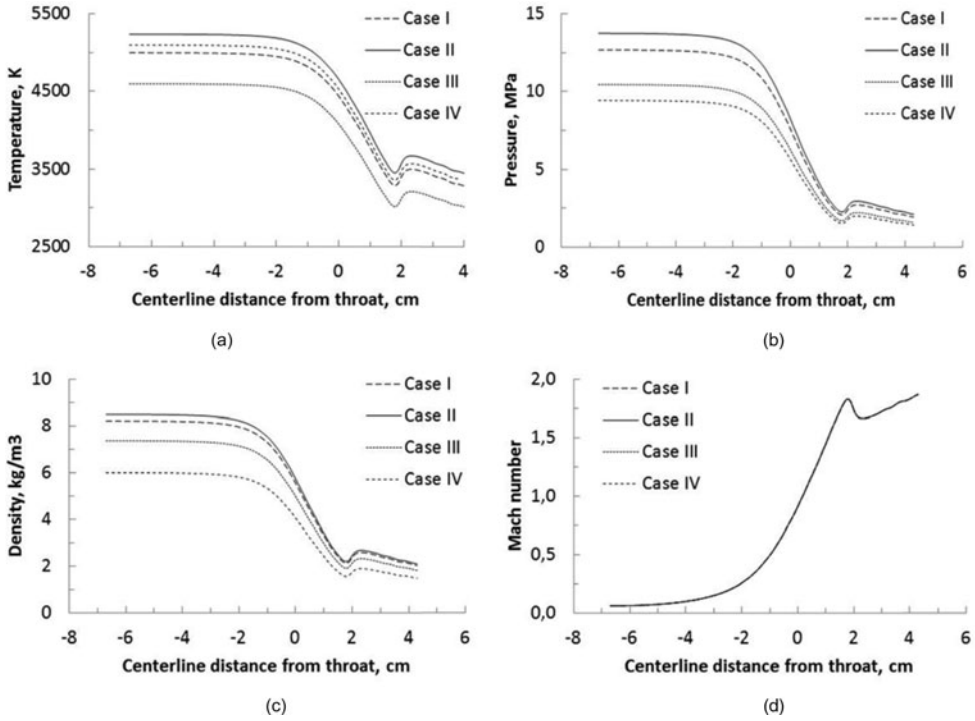 5500
4500
3500
2500
Temperature, K
-8 -6 -4 -2 0 2 4
Centerline distance from throat, cm
Case I
Case II
Case III
Case IV
(a)
15
10
5
0
Pressure, MPa
-8 -6 -4 -2 0 2 4 6
Centerline distance from throat, cm
Case I
Case II
Case III
Case IV
(b)
10
8
6
4
2
0
Density, kg/m3
-8 -6 -4 -2 0 2 4 6
Centerline distance from throat, cm
Case I
Case II
Case III
Case IV
(c)
2,0
1,5
1,0
0,5
0,0
Mach number
-8 -6 -4 -2 0 2 4 6
Centerline distance from throat, cm
Case I
Case II
Case III
Case IV
(d)